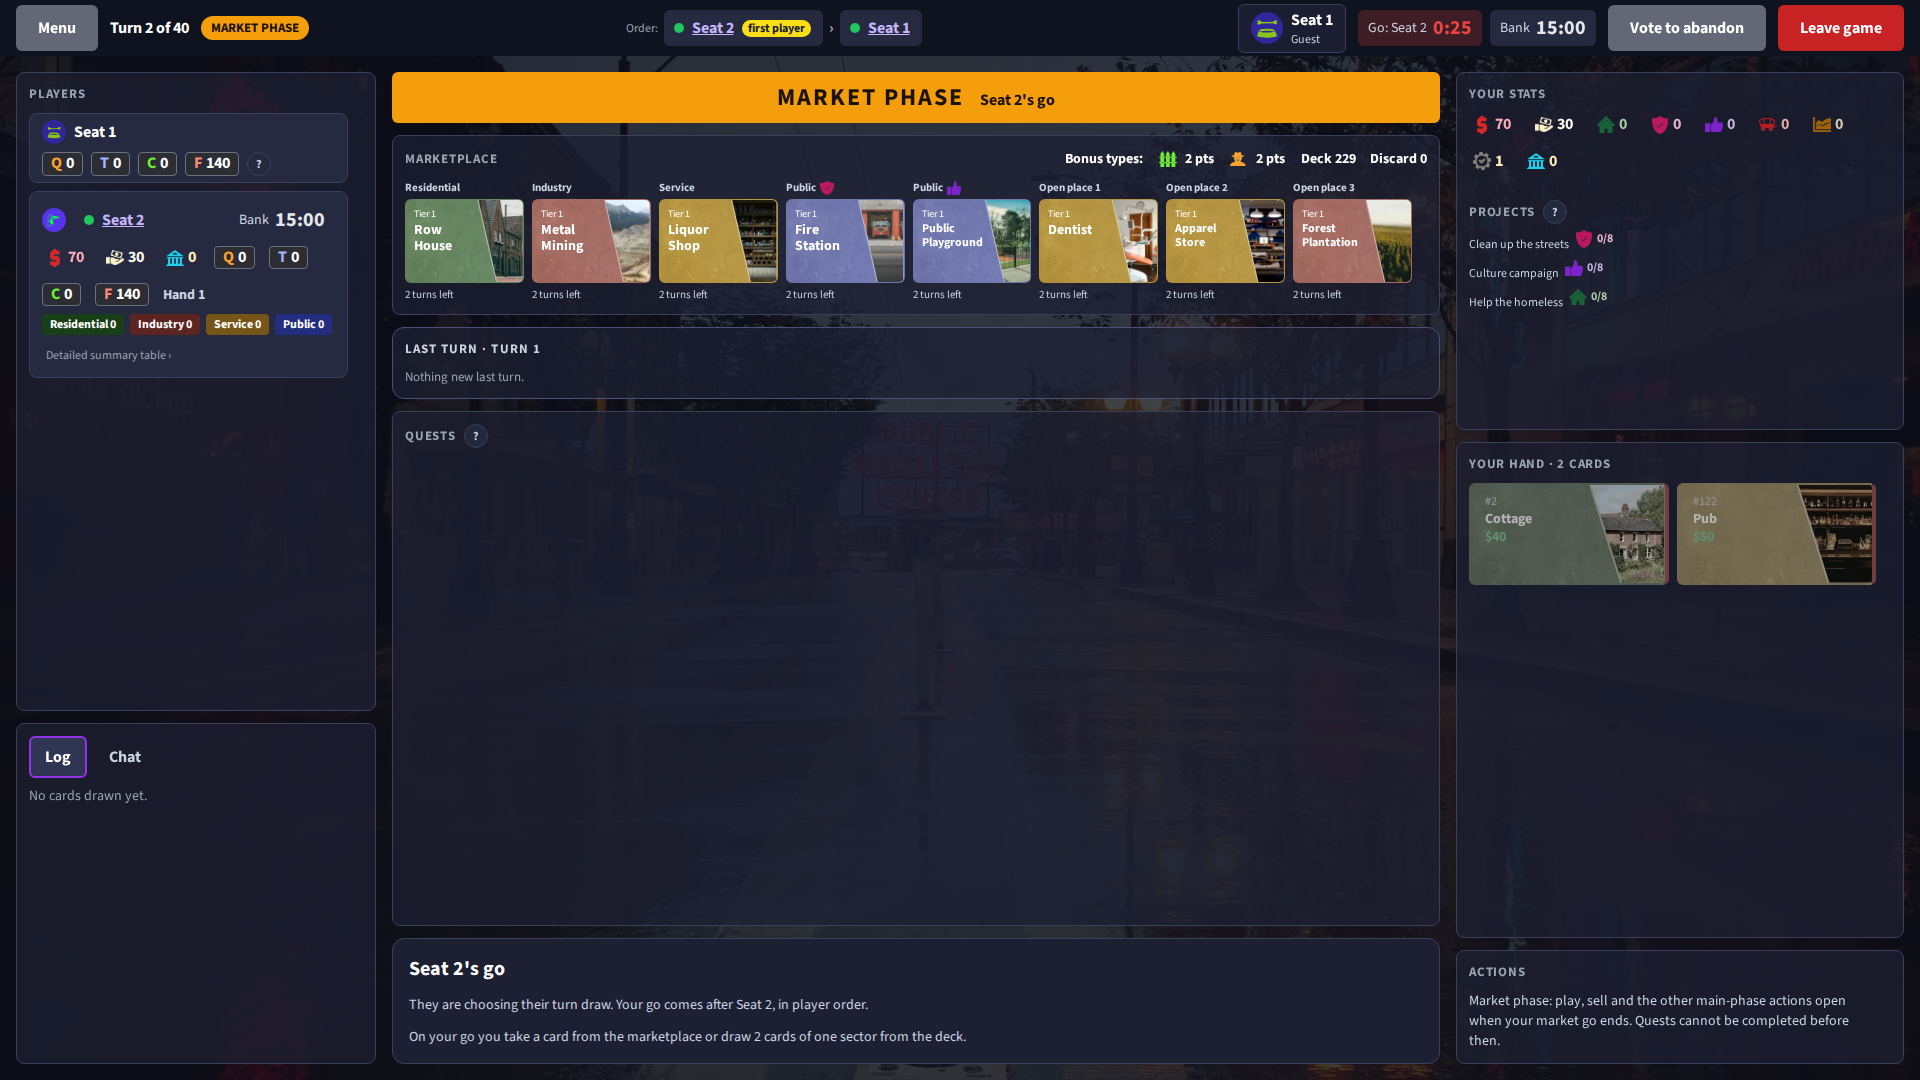 Menu
Turn 2 of 40
MARKET PHASE
Order: Seat 2 first player › Seat 1
Seat 1
Guest
Go: Seat 2 0:25
Bank 15:00
Vote to abandon
Leave game
PLAYERS
Seat 1
Q 0 T 0 C 0 F 140 ?
Seat 2 Bank 15:00
70 30 0 Q 0 T 0
C 0 F 140 Hand 1
Residential 0 Industry 0 Service 0 Public 0
Detailed summary table ›
Log Chat
No cards drawn yet.
MARKET PHASE Seat 2's go
MARKETPLACE
Bonus types: 2 pts 2 pts Deck 229 Discard 0
Residential
Tier 1
Row
House
2 turns left
Industry
Tier 1
Metal
Mining
2 turns left
Service
Tier 1
Liquor
Shop
2 turns left
Public
Tier 1
Fire
Station
2 turns left
Public
Tier 1
Public
Playground
2 turns left
Open place 1
Tier 1
Dentist
2 turns left
Open place 2
Tier 1
Apparel
Store
2 turns left
Open place 3
Tier 1
Forest
Plantation
2 turns left
LAST TURN · TURN 1
Nothing new last turn.
QUESTS ?
Seat 2's go
They are choosing their turn draw. Your go comes after Seat 2, in player order.
On your go you take a card from the marketplace or draw 2 cards of one sector from the deck.
YOUR STATS
70 30 0 0 0 0 0
1 0
PROJECTS ?
Clean up the streets 0/8
Culture campaign 0/8
Help the homeless 0/8
YOUR HAND · 2 CARDS
#2
Cottage
$40
#122
Pub
$50
ACTIONS
Market phase: play, sell and the other main-phase actions open
when your market go ends. Quests cannot be completed before
then.